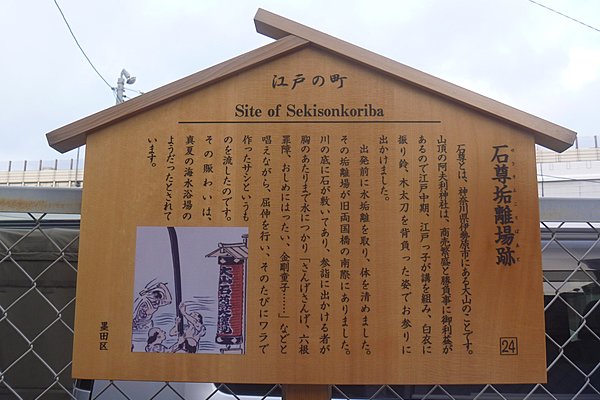 江戸の町
Site of Sekisonkoriba
石尊垢離場跡
石尊とは、神奈川県伊勢原市にある大山のことです。
山頂の阿夫利神社は、商売繁盛と勝負事に御利益が
あるので江戸中期、江戸っ子が講を組み、白衣に
振り鈴、木太刀を背負った姿でお参りに
出かけました。
出発前に水垢離を取り、体を清めました。
その垢離場が旧両国橋の南際にありました。
川の底に石が敷いてあり、参詣に出かける者が
胸のあたりまで水につかり、「さんげさんげ、六根
罪障、おしめにはったい、金剛童子……」などと
唱えながら、屈伸を行い、そのたびにワラで
作ったサシというも
のを流したのです。
その賑わいは、
真夏の海水浴場の
ようだったとされて
います。
墨田区
24